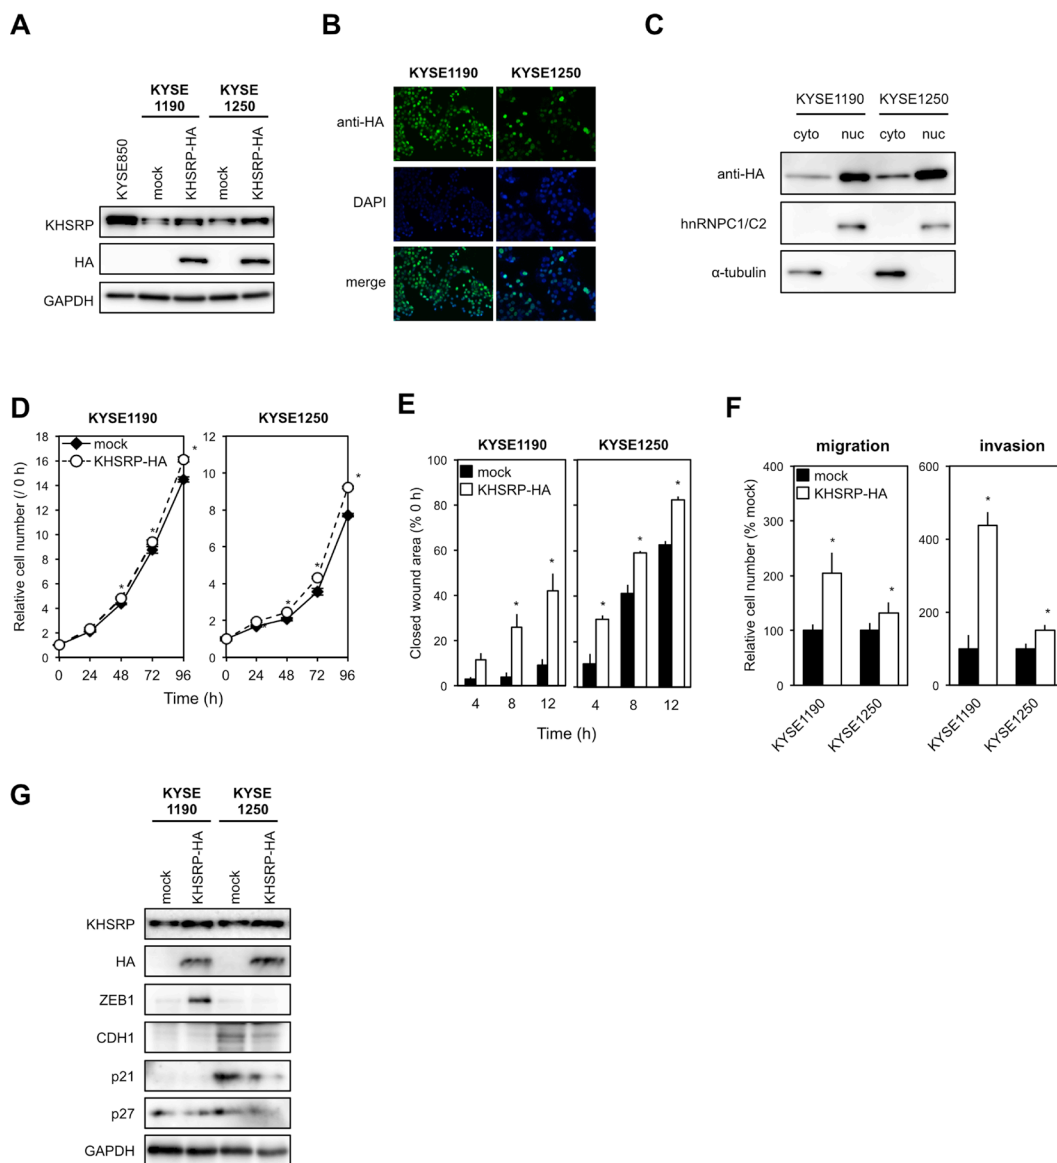 A
KYSE 1190
KYSE 1250
KYSE850
mock
KHSRP-HA
mock
KHSRP-HA
KHSRP
HA
GAPDH
B
KYSE1190 KYSE1250
anti-HA
DAPI
merge
C
KYSE1190 KYSE1250
cyto nuc cyto nuc
anti-HA
hnRNPC1/C2
α-tubulin
D
KYSE1190
Relative cell number (/ 0 h)
18
16
14
12
10
8
6
4
2
0
mock
KHSRP-HA
*
*
*
0 24 48 72 96
KYSE1250
12
10
8
6
4
2
0
*
*
*
0 24 48 72 96
Time (h)
E
KYSE1190 KYSE1250
Closed wound area (% 0 h)
100
80
60
40
20
0
mock
KHSRP-HA
*
*
*
*
*
4 8 12 4 8 12
Time (h)
F
migration
Relative cell number (% mock)
400
350
300
250
200
150
100
50
0
mock
KHSRP-HA
*
*
KYSE1190
KYSE1250
invasion
600
400
200
0
*
*
KYSE1190
KYSE1250
G
KYSE 1190
KYSE 1250
mock
KHSRP-HA
mock
KHSRP-HA
KHSRP
HA
ZEB1
CDH1
p21
p27
GAPDH